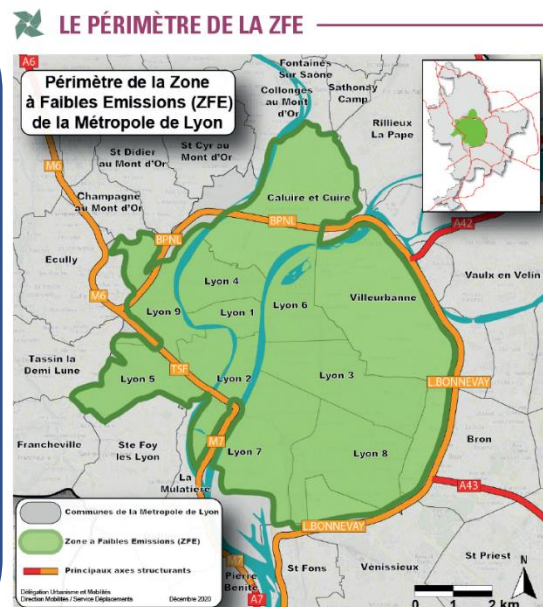 LE PÉRIMÈTRE DE LA ZFE
Périmètre de la Zone
à Faibles Emissions (ZFE)
de la Métropole de Lyon
A6
Fontaines
Sur Saône
Collonges
au Mont
d'Or
Sathonay
Camp
Rillieux
La Pape
M6
St Didier
au Mont d'Or
St Cyr au
Mont d'Or
Champagne
au Mont d'Or
Caluire et Cuire
BPNL
BPNL
A42
Ecully
Vaulx en Velin
Lyon 4
Lyon 6
Villeurbanne
M6
Lyon 9
Lyon 1
Tassin la
Demi Lune
TSF
Lyon 5
Lyon 2
Lyon 3
L.BONNEVAY
Francheville
Ste Foy
les Lyon
M7
Lyon 7
Lyon 8
Bron
La
Mulatière
A43
L.BONNEVAY
Communes de la Metropole de Lyon
Zone à Faibles Emissions (ZFE)
Principaux axes structurants
Délégation Urbanisme et Mobilités
Direction Mobilités / Service Déplacements
Décembre 2020
M7
Pierre
Bénite
A7
St Fons
Vénissieux
St Priest
N
0 1 2 km